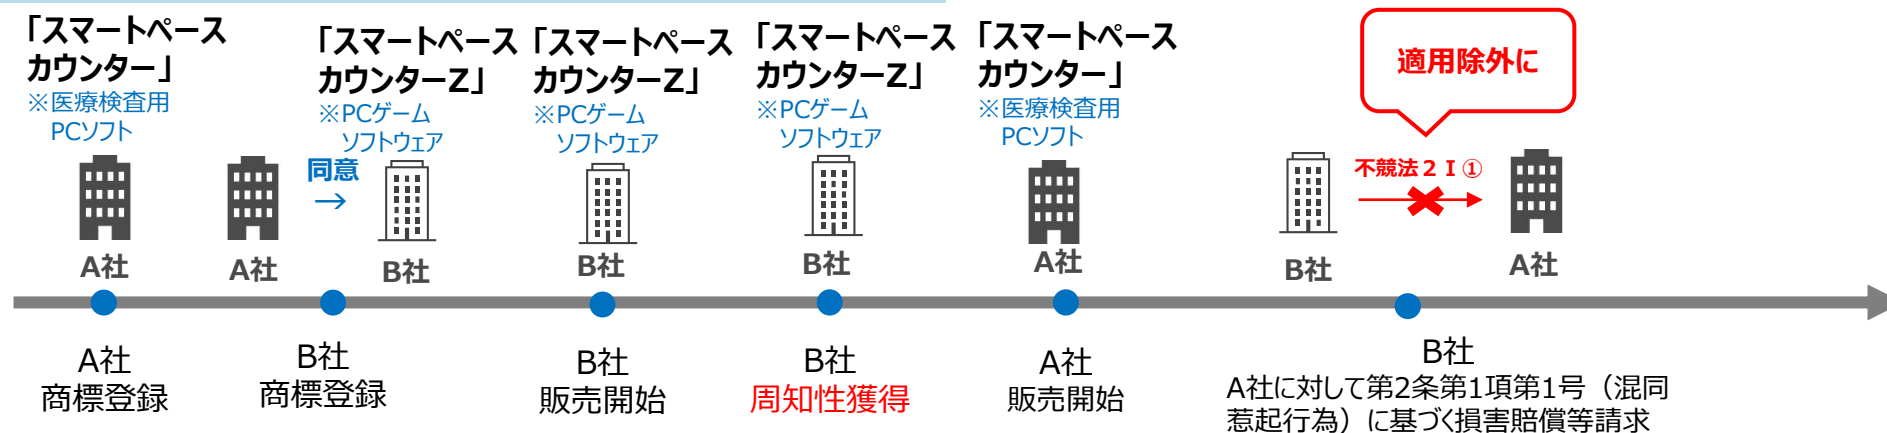 「スマートペース
カウンター」
※医療検査用
PCソフト
A社
A社
同意
→
「スマートペース
カウンターZ」
※PCゲーム
ソフトウェア
B社
「スマートペース
カウンターZ」
※PCゲーム
ソフトウェア
B社
「スマートペース
カウンターZ」
※PCゲーム
ソフトウェア
B社
「スマートペース
カウンター」
※医療検査用
PCソフト
A社
適用除外に
不競法２Ⅰ①
B社
A社
A社
商標登録
B社
商標登録
B社
販売開始
B社
周知性獲得
A社
販売開始
B社
A社に対して第2条第1項第1号（混同
惹起行為）に基づく損害賠償等請求